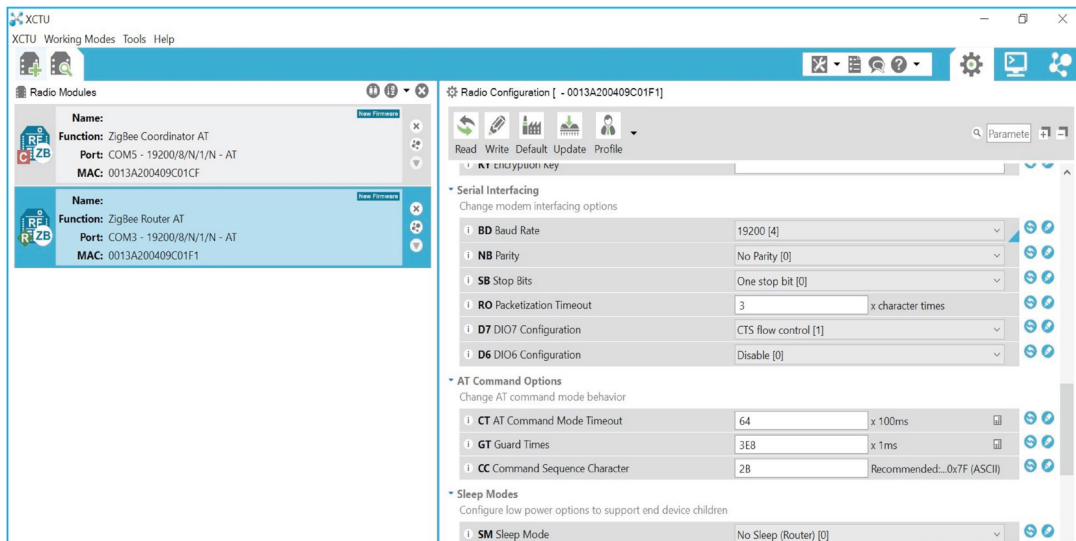 XCTU
XCTU Working Modes Tools Help
Radio Modules
Name:
New Firmware
Function: ZigBee Coordinator AT
Port: COM5 - 19200/8/N/1/N - AT
MAC: 0013A200409C01CF
Name:
New Firmware
Function: ZigBee Router AT
Port: COM3 - 19200/8/N/1/N - AT
MAC: 0013A200409C01F1
Radio Configuration [ - 0013A200409C01F1]
Read Write Default Update Profile
Paramete
KY Encryption Key
Serial Interfacing
Change modem interfacing options
BD Baud Rate 19200 [4]
NB Parity No Parity [0]
SB Stop Bits One stop bit [0]
RO Packetization Timeout 3 x character times
D7 DIO7 Configuration CTS flow control [1]
D6 DIO6 Configuration Disable [0]
AT Command Options
Change AT command mode behavior
CT AT Command Mode Timeout 64 x 100ms
GT Guard Times 3E8 x 1ms
CC Command Sequence Character 2B Recommended:...0x7F (ASCII)
Sleep Modes
Configure low power options to support end device children
SM Sleep Mode No Sleep (Router) [0]